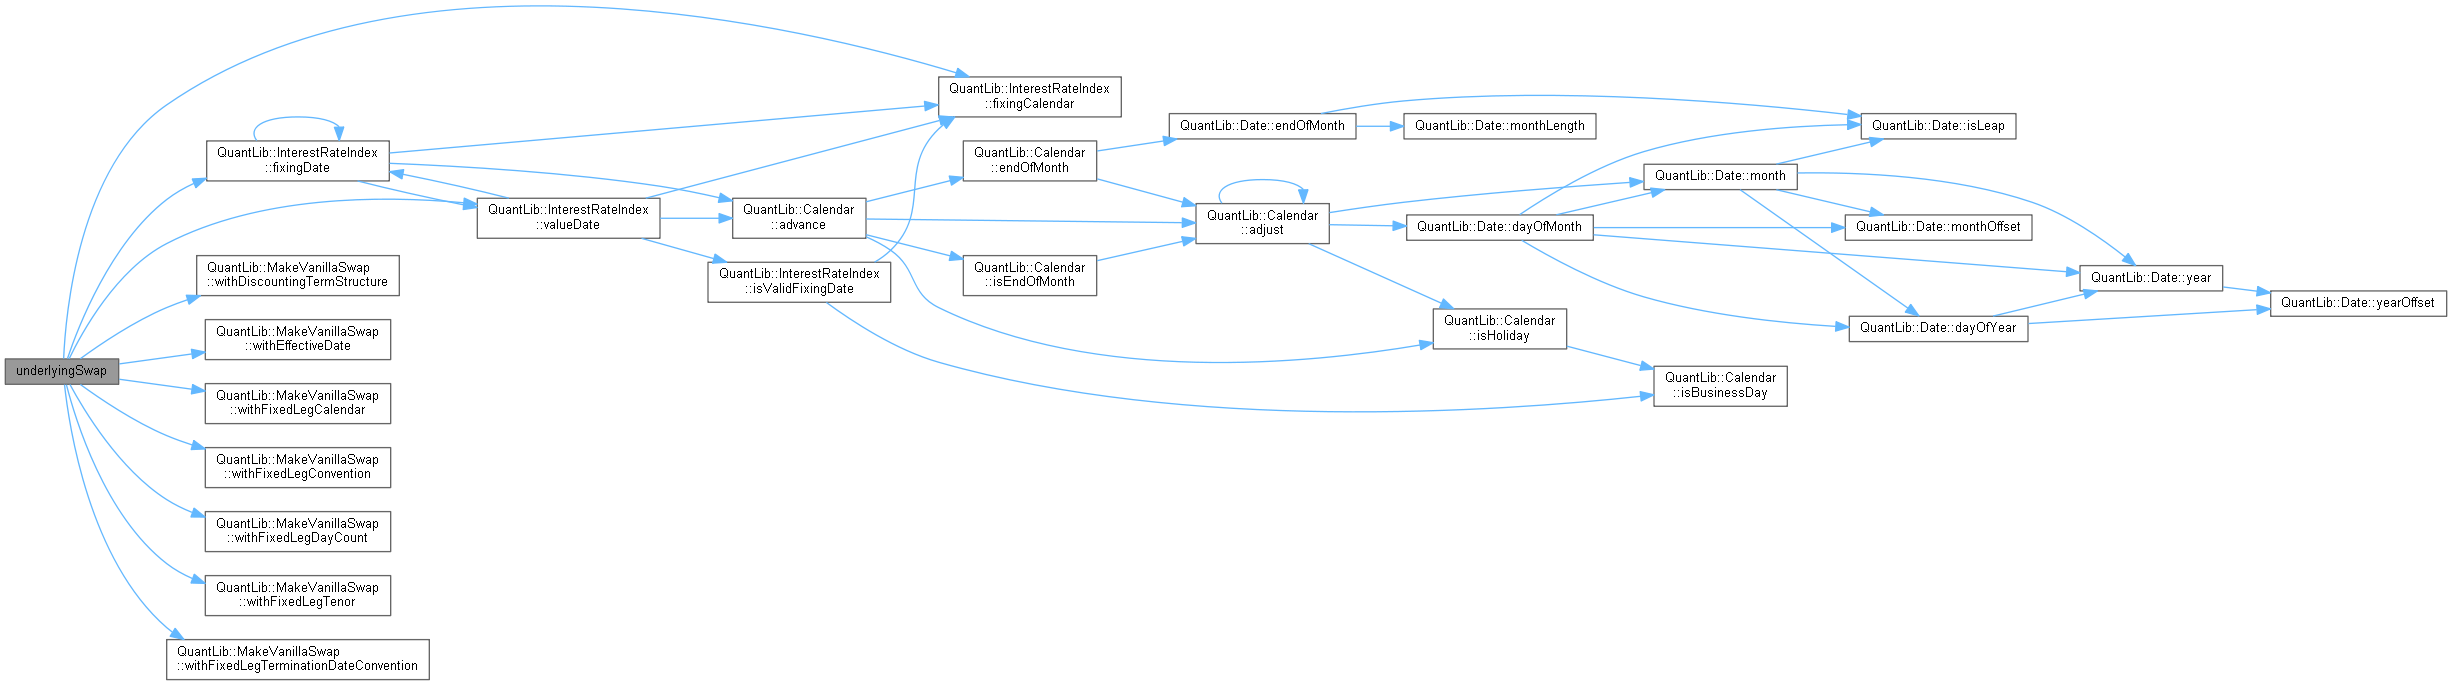 underlyingSwap
QuantLib::InterestRateIndex
::fixingDate
QuantLib::MakeVanillaSwap
::withDiscountingTermStructure
QuantLib::MakeVanillaSwap
::withEffectiveDate
QuantLib::MakeVanillaSwap
::withFixedLegCalendar
QuantLib::MakeVanillaSwap
::withFixedLegConvention
QuantLib::MakeVanillaSwap
::withFixedLegDayCount
QuantLib::MakeVanillaSwap
::withFixedLegTenor
QuantLib::MakeVanillaSwap
::withFixedLegTerminationDateConvention
QuantLib::InterestRateIndex
::valueDate
QuantLib::Calendar
::advance
QuantLib::InterestRateIndex
::isValidFixingDate
QuantLib::InterestRateIndex
::fixingCalendar
QuantLib::Calendar
::endOfMonth
QuantLib::Calendar
::isEndOfMonth
QuantLib::Date::endOfMonth
QuantLib::Calendar
::adjust
QuantLib::Date::monthLength
QuantLib::Date::dayOfMonth
QuantLib::Calendar
::isHoliday
QuantLib::Date::month
QuantLib::Calendar
::isBusinessDay
QuantLib::Date::isLeap
QuantLib::Date::monthOffset
QuantLib::Date::dayOfYear
QuantLib::Date::year
QuantLib::Date::yearOffset